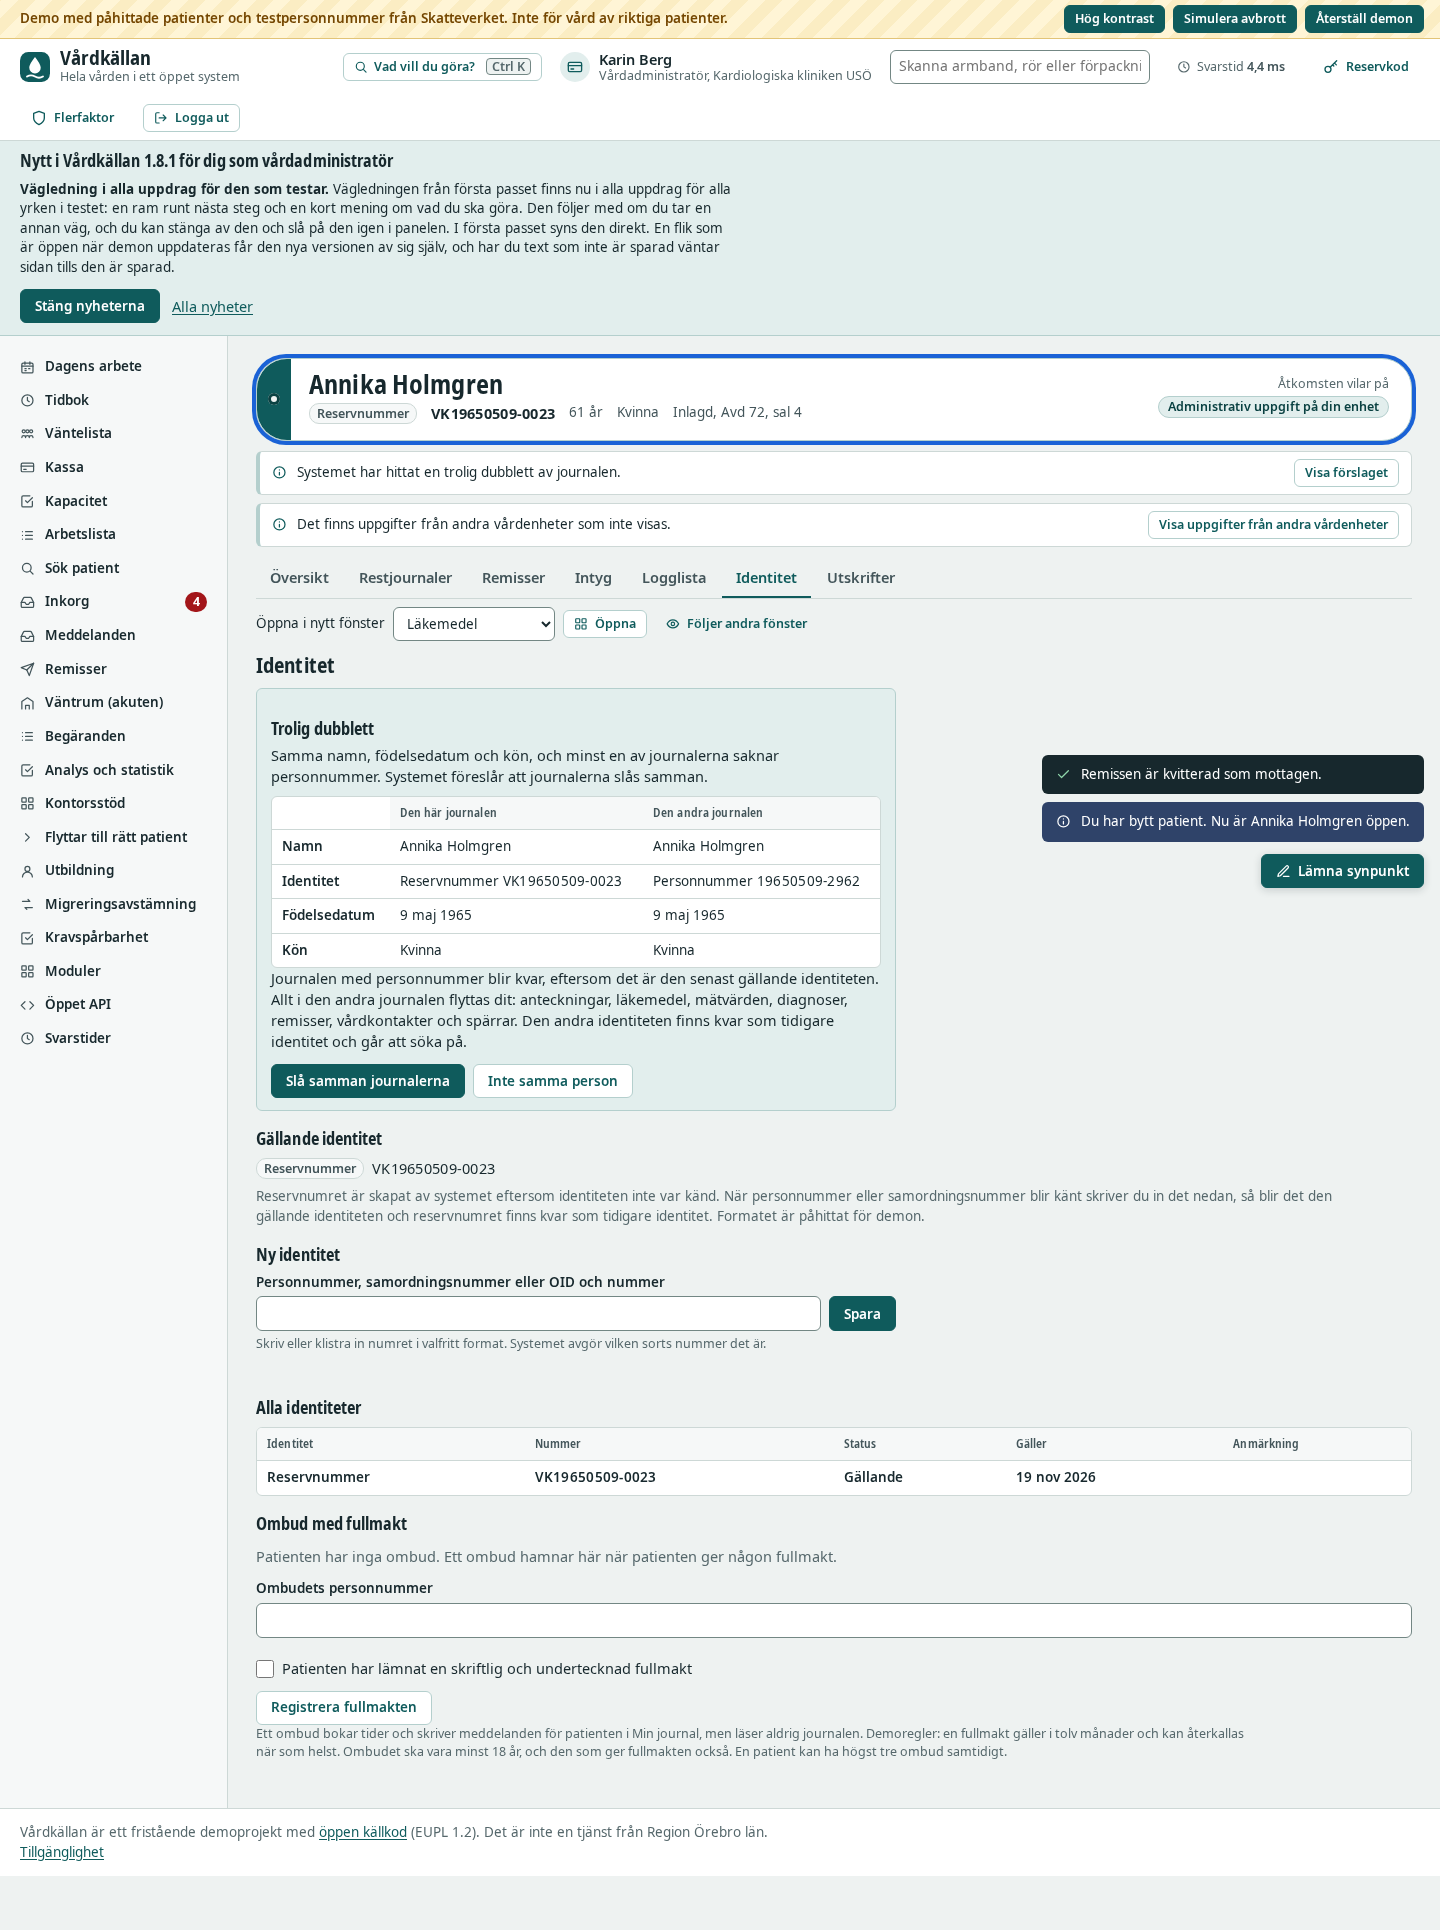 Demo med påhittade patienter och testpersonnummer från Skatteverket. Inte för vård av riktiga patienter.
Hög kontrast
Simulera avbrott
Återställ demon
Vårdkällan
Hela vården i ett öppet system
Vad vill du göra? Ctrl K
Karin Berg
Vårdadministratör, Kardiologiska kliniken USÖ
Skanna armband, rör eller förpackni
Svarstid 4,4 ms
Reservkod
Flerfaktor
Logga ut
Nytt i Vårdkällan 1.8.1 för dig som vårdadministratör
Vägledning i alla uppdrag för den som testar. Vägledningen från första passet finns nu i alla uppdrag för alla
yrken i testet: en ram runt nästa steg och en kort mening om vad du ska göra. Den följer med om du tar en
annan väg, och du kan stänga av den och slå på den igen i panelen. I första passet syns den direkt. En flik som
är öppen när demon uppdateras får den nya versionen av sig själv, och har du text som inte är sparad väntar
sidan tills den är sparad.
Stäng nyheterna
Alla nyheter
Dagens arbete
Tidbok
Väntelista
Kassa
Kapacitet
Arbetslista
Sök patient
Inkorg 4
Meddelanden
Remisser
Väntrum (akuten)
Begäranden
Analys och statistik
Kontorsstöd
Flyttar till rätt patient
Utbildning
Migreringsavstämning
Kravspårbarhet
Moduler
Öppet API
Svarstider
Annika Holmgren
Reservnummer VK19650509-0023 61 år Kvinna Inlagd, Avd 72, sal 4
Åtkomsten vilar på
Administrativ uppgift på din enhet
Systemet har hittat en trolig dubblett av journalen.
Visa förslaget
Det finns uppgifter från andra vårdenheter som inte visas.
Visa uppgifter från andra vårdenheter
Översikt Restjournaler Remisser Intyg Logglista Identitet Utskrifter
Öppna i nytt fönster Läkemedel Öppna Följer andra fönster
Identitet
Trolig dubblett
Samma namn, födelsedatum och kön, och minst en av journalerna saknar
personnummer. Systemet föreslår att journalerna slås samman.
Den här journalen Den andra journalen
Namn Annika Holmgren Annika Holmgren
Identitet Reservnummer VK19650509-0023 Personnummer 19650509-2962
Födelsedatum 9 maj 1965 9 maj 1965
Kön Kvinna Kvinna
Journalen med personnummer blir kvar, eftersom det är den senast gällande identiteten.
Allt i den andra journalen flyttas dit: anteckningar, läkemedel, mätvärden, diagnoser,
remisser, vårdkontakter och spärrar. Den andra identiteten finns kvar som tidigare
identitet och går att söka på.
Slå samman journalerna
Inte samma person
Remissen är kvitterad som mottagen.
Du har bytt patient. Nu är Annika Holmgren öppen.
Lämna synpunkt
Gällande identitet
Reservnummer VK19650509-0023
Reservnumret är skapat av systemet eftersom identiteten inte var känd. När personnummer eller samordningsnummer blir känt skriver du in det nedan, så blir det den
gällande identiteten och reservnumret finns kvar som tidigare identitet. Formatet är påhittat för demon.
Ny identitet
Personnummer, samordningsnummer eller OID och nummer
Spara
Skriv eller klistra in numret i valfritt format. Systemet avgör vilken sorts nummer det är.
Alla identiteter
Identitet Nummer Status Gäller Anmärkning
Reservnummer VK19650509-0023 Gällande 19 nov 2026
Ombud med fullmakt
Patienten har inga ombud. Ett ombud hamnar här när patienten ger någon fullmakt.
Ombudets personnummer
Patienten har lämnat en skriftlig och undertecknad fullmakt
Registrera fullmakten
Ett ombud bokar tider och skriver meddelanden för patienten i Min journal, men läser aldrig journalen. Demoregler: en fullmakt gäller i tolv månader och kan återkallas
när som helst. Ombudet ska vara minst 18 år, och den som ger fullmakten också. En patient kan ha högst tre ombud samtidigt.
Vårdkällan är ett fristående demoprojekt med öppen källkod (EUPL 1.2). Det är inte en tjänst från Region Örebro län.
Tillgänglighet